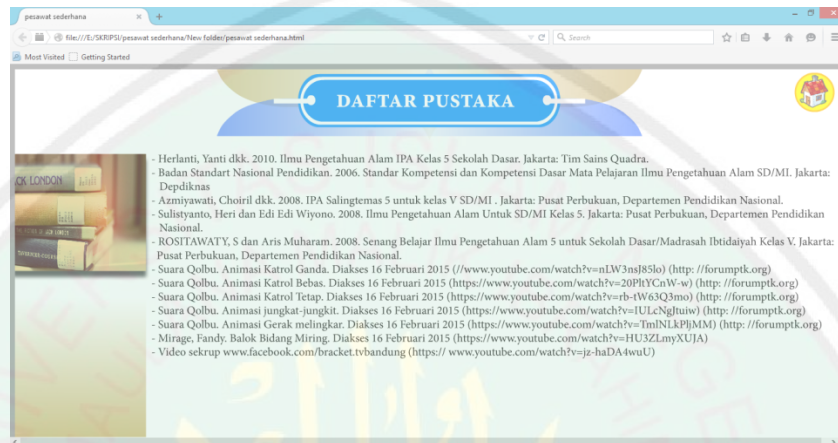 pesawat sederhana
file:///E:/SKRIPSI/pesawat sederhana/New folder/pesawat sederhana.html
Search
Most Visited Getting Started
DAFTAR PUSTAKA
CK LONDON
- Herlanti, Yanti dkk. 2010. Ilmu Pengetahuan Alam IPA Kelas 5 Sekolah Dasar. Jakarta: Tim Sains Quadra.
- Badan Standart Nasional Pendidikan. 2006. Standar Kompetensi dan Kompetensi Dasar Mata Pelajaran Ilmu Pengetahuan Alam SD/MI. Jakarta:
Depdiknas
- Azmiyawati, Choiril dkk. 2008. IPA Salingtemas 5 untuk kelas V SD/MI . Jakarta: Pusat Perbukuan, Departemen Pendidikan Nasional.
- Sulistyanto, Heri dan Edi Edi Wiyono. 2008. Ilmu Pengetahuan Alam Untuk SD/MI Kelas 5. Jakarta: Pusat Perbukuan, Departemen Pendidikan
Nasional.
- ROSITAWATY, S dan Aris Muharam. 2008. Senang Belajar Ilmu Pengetahuan Alam 5 untuk Sekolah Dasar/Madrasah Ibtidaiyah Kelas V. Jakarta:
Pusat Perbukuan, Departemen Pendidikan Nasional.
- Suara Qolbu. Animasi Katrol Ganda. Diakses 16 Februari 2015 (//www.youtube.com/watch?v=nLW3nsJ85lo) (http: //forumptk.org)
- Suara Qolbu. Animasi Katrol Bebas. Diakses 16 Februari 2015 (https://www.youtube.com/watch?v=20PltYCnW-w) (http: //forumptk.org)
- Suara Qolbu. Animasi Katrol Tetap. Diakses 16 Februari 2015 (https://www.youtube.com/watch?v=rb-tW63Q3mo) (http: //forumptk.org)
- Suara Qolbu. Animasi jungkat-jungkit. Diakses 16 Februari 2015 (https://www.youtube.com/watch?v=IULcNgJtuiw) (http: //forumptk.org)
- Suara Qolbu. Animasi Gerak melingkar. Diakses 16 Februari 2015 (https://www.youtube.com/watch?v=TmlNLkPljMM) (http: //forumptk.org)
- Mirage, Fandy. Balok Bidang Miring. Diakses 16 Februari 2015 (https://www.youtube.com/watch?v=HU3ZLmyXUJA)
- Video sekrup www.facebook.com/bracket.tvbandung (https:// www.youtube.com/watch?v=jz-haDA4wuU)